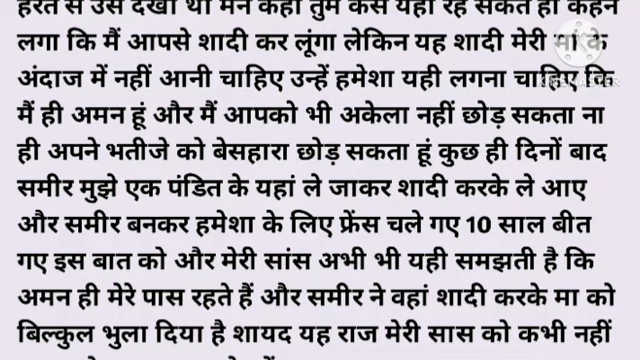 हैरत से उसे देखा था मैंने कहा तुम कैसे यहां रह सकते हो कहने
लगा कि मैं आपसे शादी कर लूंगा लेकिन यह शादी मेरी मां के
अंदाज में नहीं आनी चाहिए उन्हें हमेशा यही लगना चाहिए कि
मैं ही अमन हूं और मैं आपको भी अकेला नहीं छोड़ सकता ना
ही अपने भतीजे को बेसहारा छोड़ सकता हूं कुछ ही दिनों बाद
समीर मुझे एक पंडित के यहां ले जाकर शादी करके ले आए
और समीर बनकर हमेशा के लिए फ्रेंस चले गए 10 साल बीत
गए इस बात को और मेरी सांस अभी भी यही समझती है कि
अमन ही मेरे पास रहते हैं और समीर ने वहां शादी करके मा को
बिल्कुल भुला दिया है शायद यह राज मेरी सास को कभी नहीं